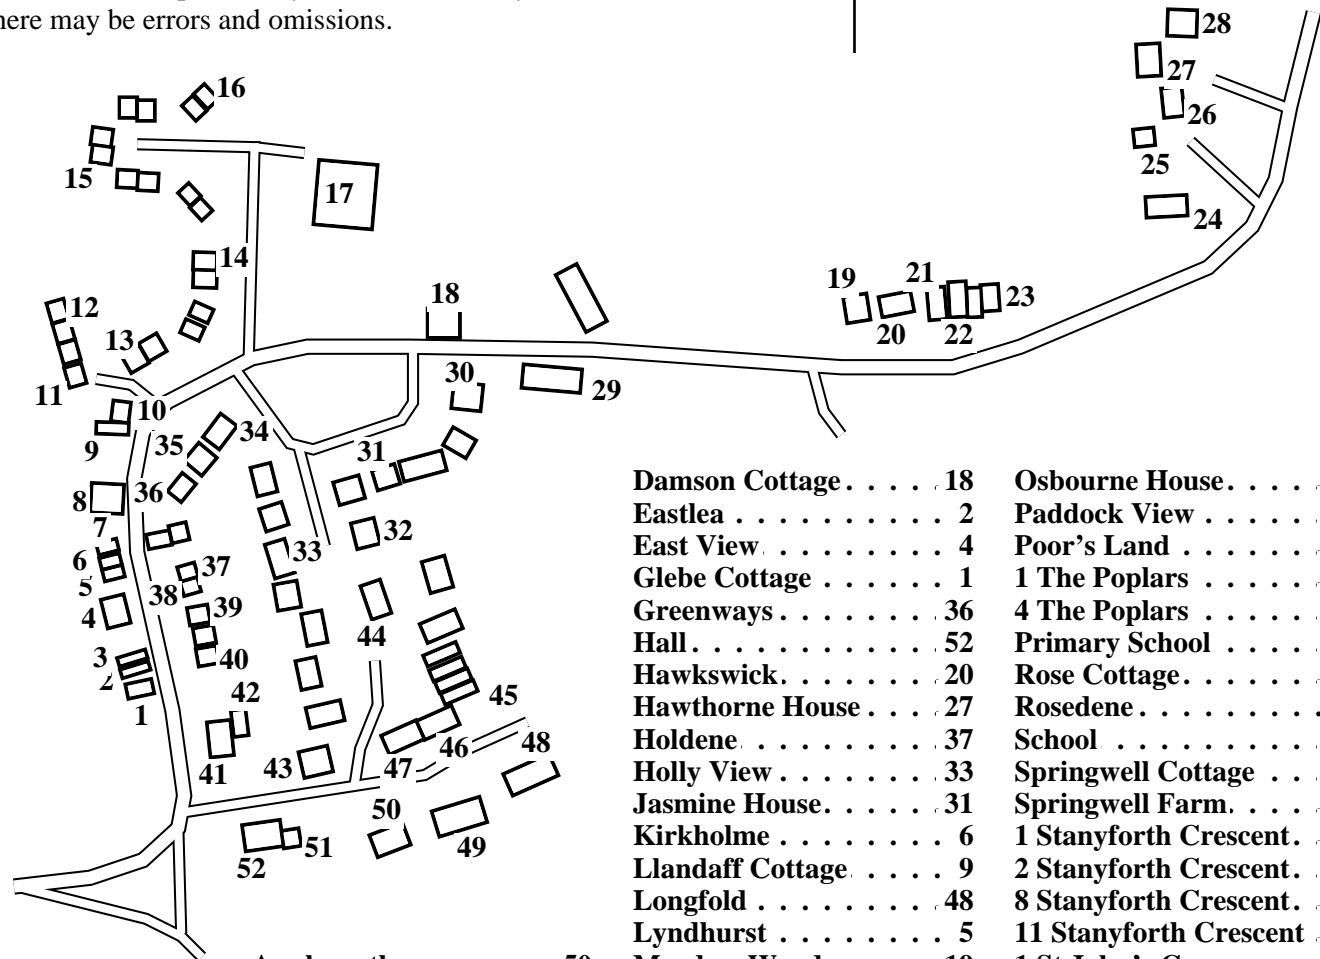 here may be errors and omissions.
28
27
26
25
24
16
15
17
14
12
13
11
10
9
18
19
21
20
22
23
30
29
35
34
31
8
36
7
6
5
37
38
33
32
4
39
3
40
2
44
1
42
45
41
43
47
46
48
50
49
51
52
Damson Cottage. . . . . 18
Eastlea . . . . . . . . . . 2
East View. . . . . . . . . 4
Glebe Cottage . . . . . . 1
Greenways . . . . . . . . 36
Hall . . . . . . . . . . . . 52
Hawkswick. . . . . . . . 20
Hawthorne House . . . . 27
Holdene. . . . . . . . . . 37
Holly View . . . . . . . . 33
Jasmine House. . . . . . 31
Kirkholme . . . . . . . . 6
Llandaff Cottage. . . . . 9
Longfold . . . . . . . . . 48
Lyndhurst . . . . . . . . 5
Osbourne House. . . . .
Paddock View . . . . . .
Poor's Land . . . . . . .
1 The Poplars . . . . . .
4 The Poplars . . . . . .
Primary School . . . . .
Rose Cottage. . . . . . .
Rosedene. . . . . . . . .
School . . . . . . . . . .
Springwell Cottage . . .
Springwell Farm. . . . .
1 Stanyforth Crescent. .
2 Stanyforth Crescent. .
8 Stanyforth Crescent. .
11 Stanyforth Crescent .